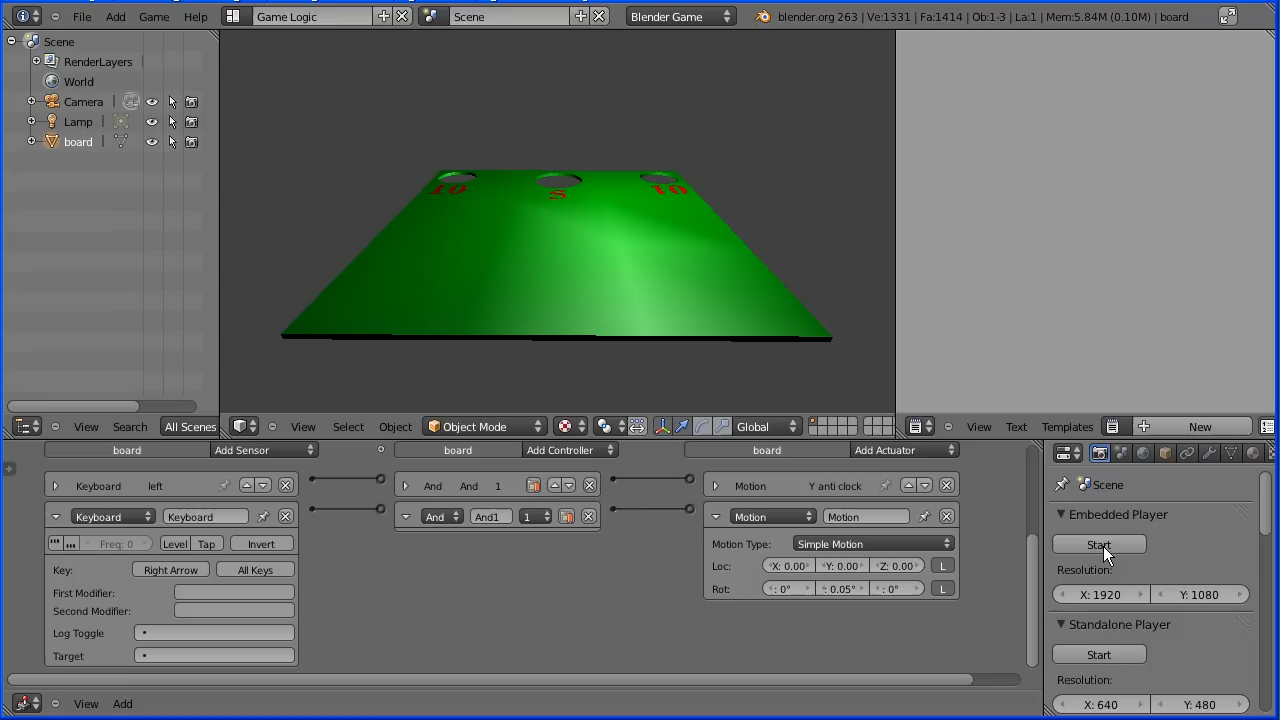 File Add Game Help Game Logic Scene Blender Game blender.org 263 | Ve:1331 | Fa:1414 | Ob:1-3 | La:1 | Mem:5.84M (0.10M) | board
Scene
RenderLayers
World
Camera
Lamp
board
10 8 10
View Search All Scenes View Select Object Object Mode Global View Text Templates New
board Add Sensor board Add Controller board Add Actuator
Keyboard left And And 1 Motion Y anti clock
Scene
Keyboard Keyboard And And1 1 Motion Motion
Embedded Player
Freq: 0 Level Tap Invert Motion Type: Simple Motion
Start
Loc: X: 0.00 Y: 0.00 Z: 0.00 L
Key: Right Arrow All Keys
Resolution:
First Modifier:
Rot: : 0° : 0.05° : 0° L
X: 1920 Y: 1080
Second Modifier:
Standalone Player
Log Toggle
Target
Start
Resolution:
View Add
X: 640 Y: 480